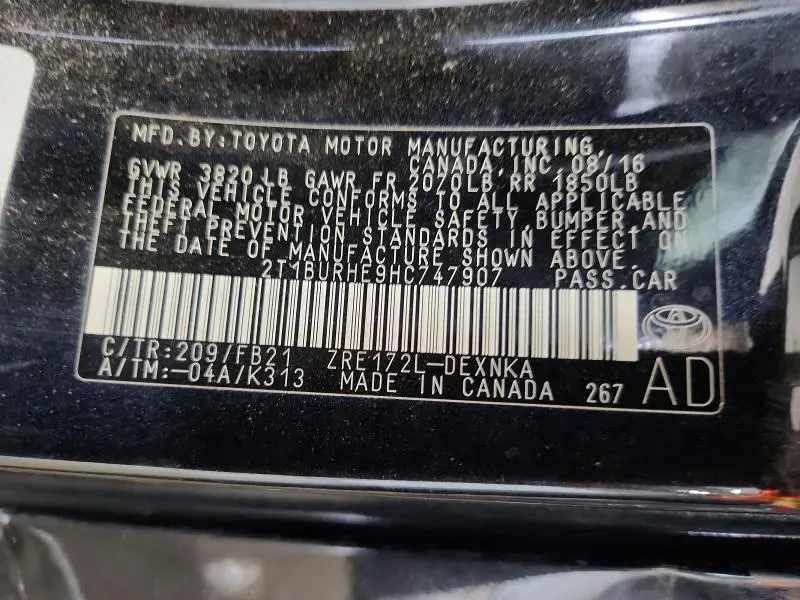 MFD.BY:TOYOTA MOTOR MANUFACTURING,
CANADA,INC.08/16
GVWR 3820LB GAWR FR 2070LB RR 1850LB
THIS VEHICLE CONFORMS TO ALL APPLICABLE
FEDERAL MOTOR VEHICLE SAFETY, BUMPER AND
THEFT PREVENTION STANDARDS IN EFFECT ON
THE DATE OF MANUFACTURE SHOWN ABOVE.
2T1BURHE9HC747907 PASS.CAR
C/TR:209/FB21 ZRE172L-DEXNKA
A/TM:-04A/K313 MADE IN CANADA 267 AD